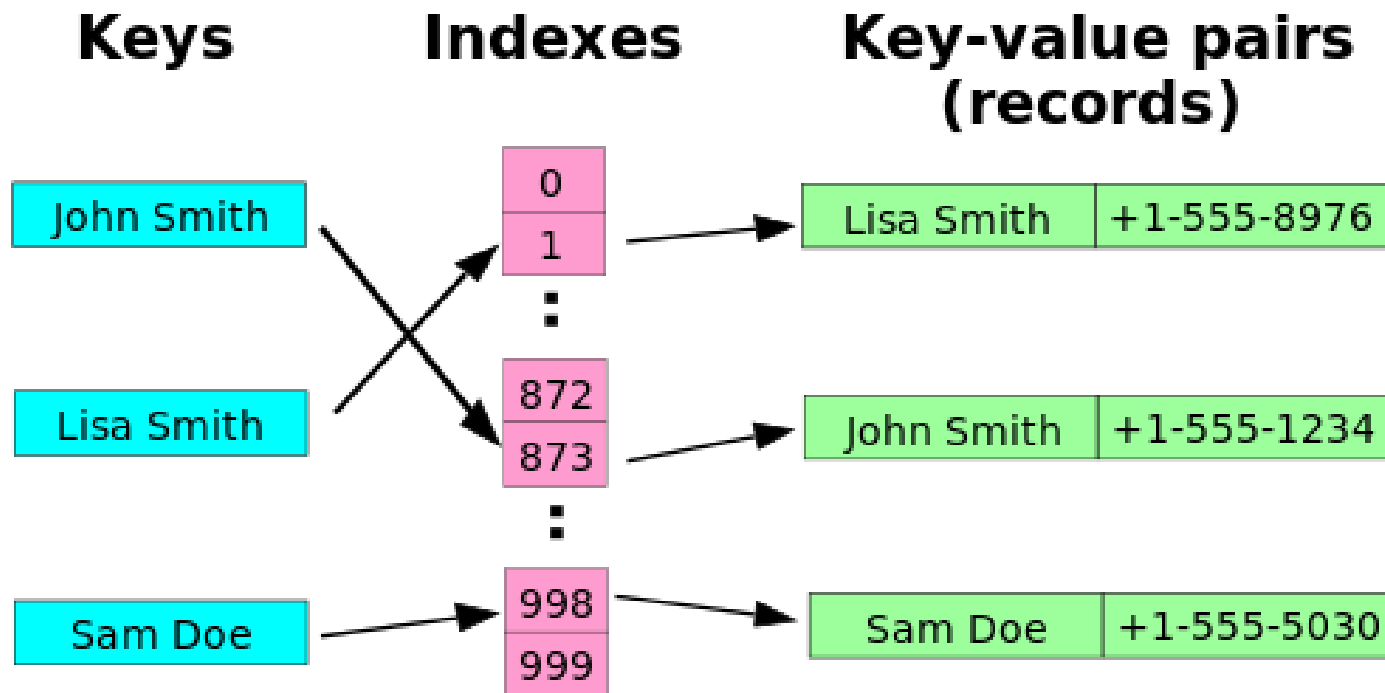 Keys
Indexes
Key-value pairs
(records)
John Smith
Lisa Smith
Sam Doe
0
1
:
872
873
:
998
999
Lisa Smith +1-555-8976
John Smith +1-555-1234
Sam Doe +1-555-5030